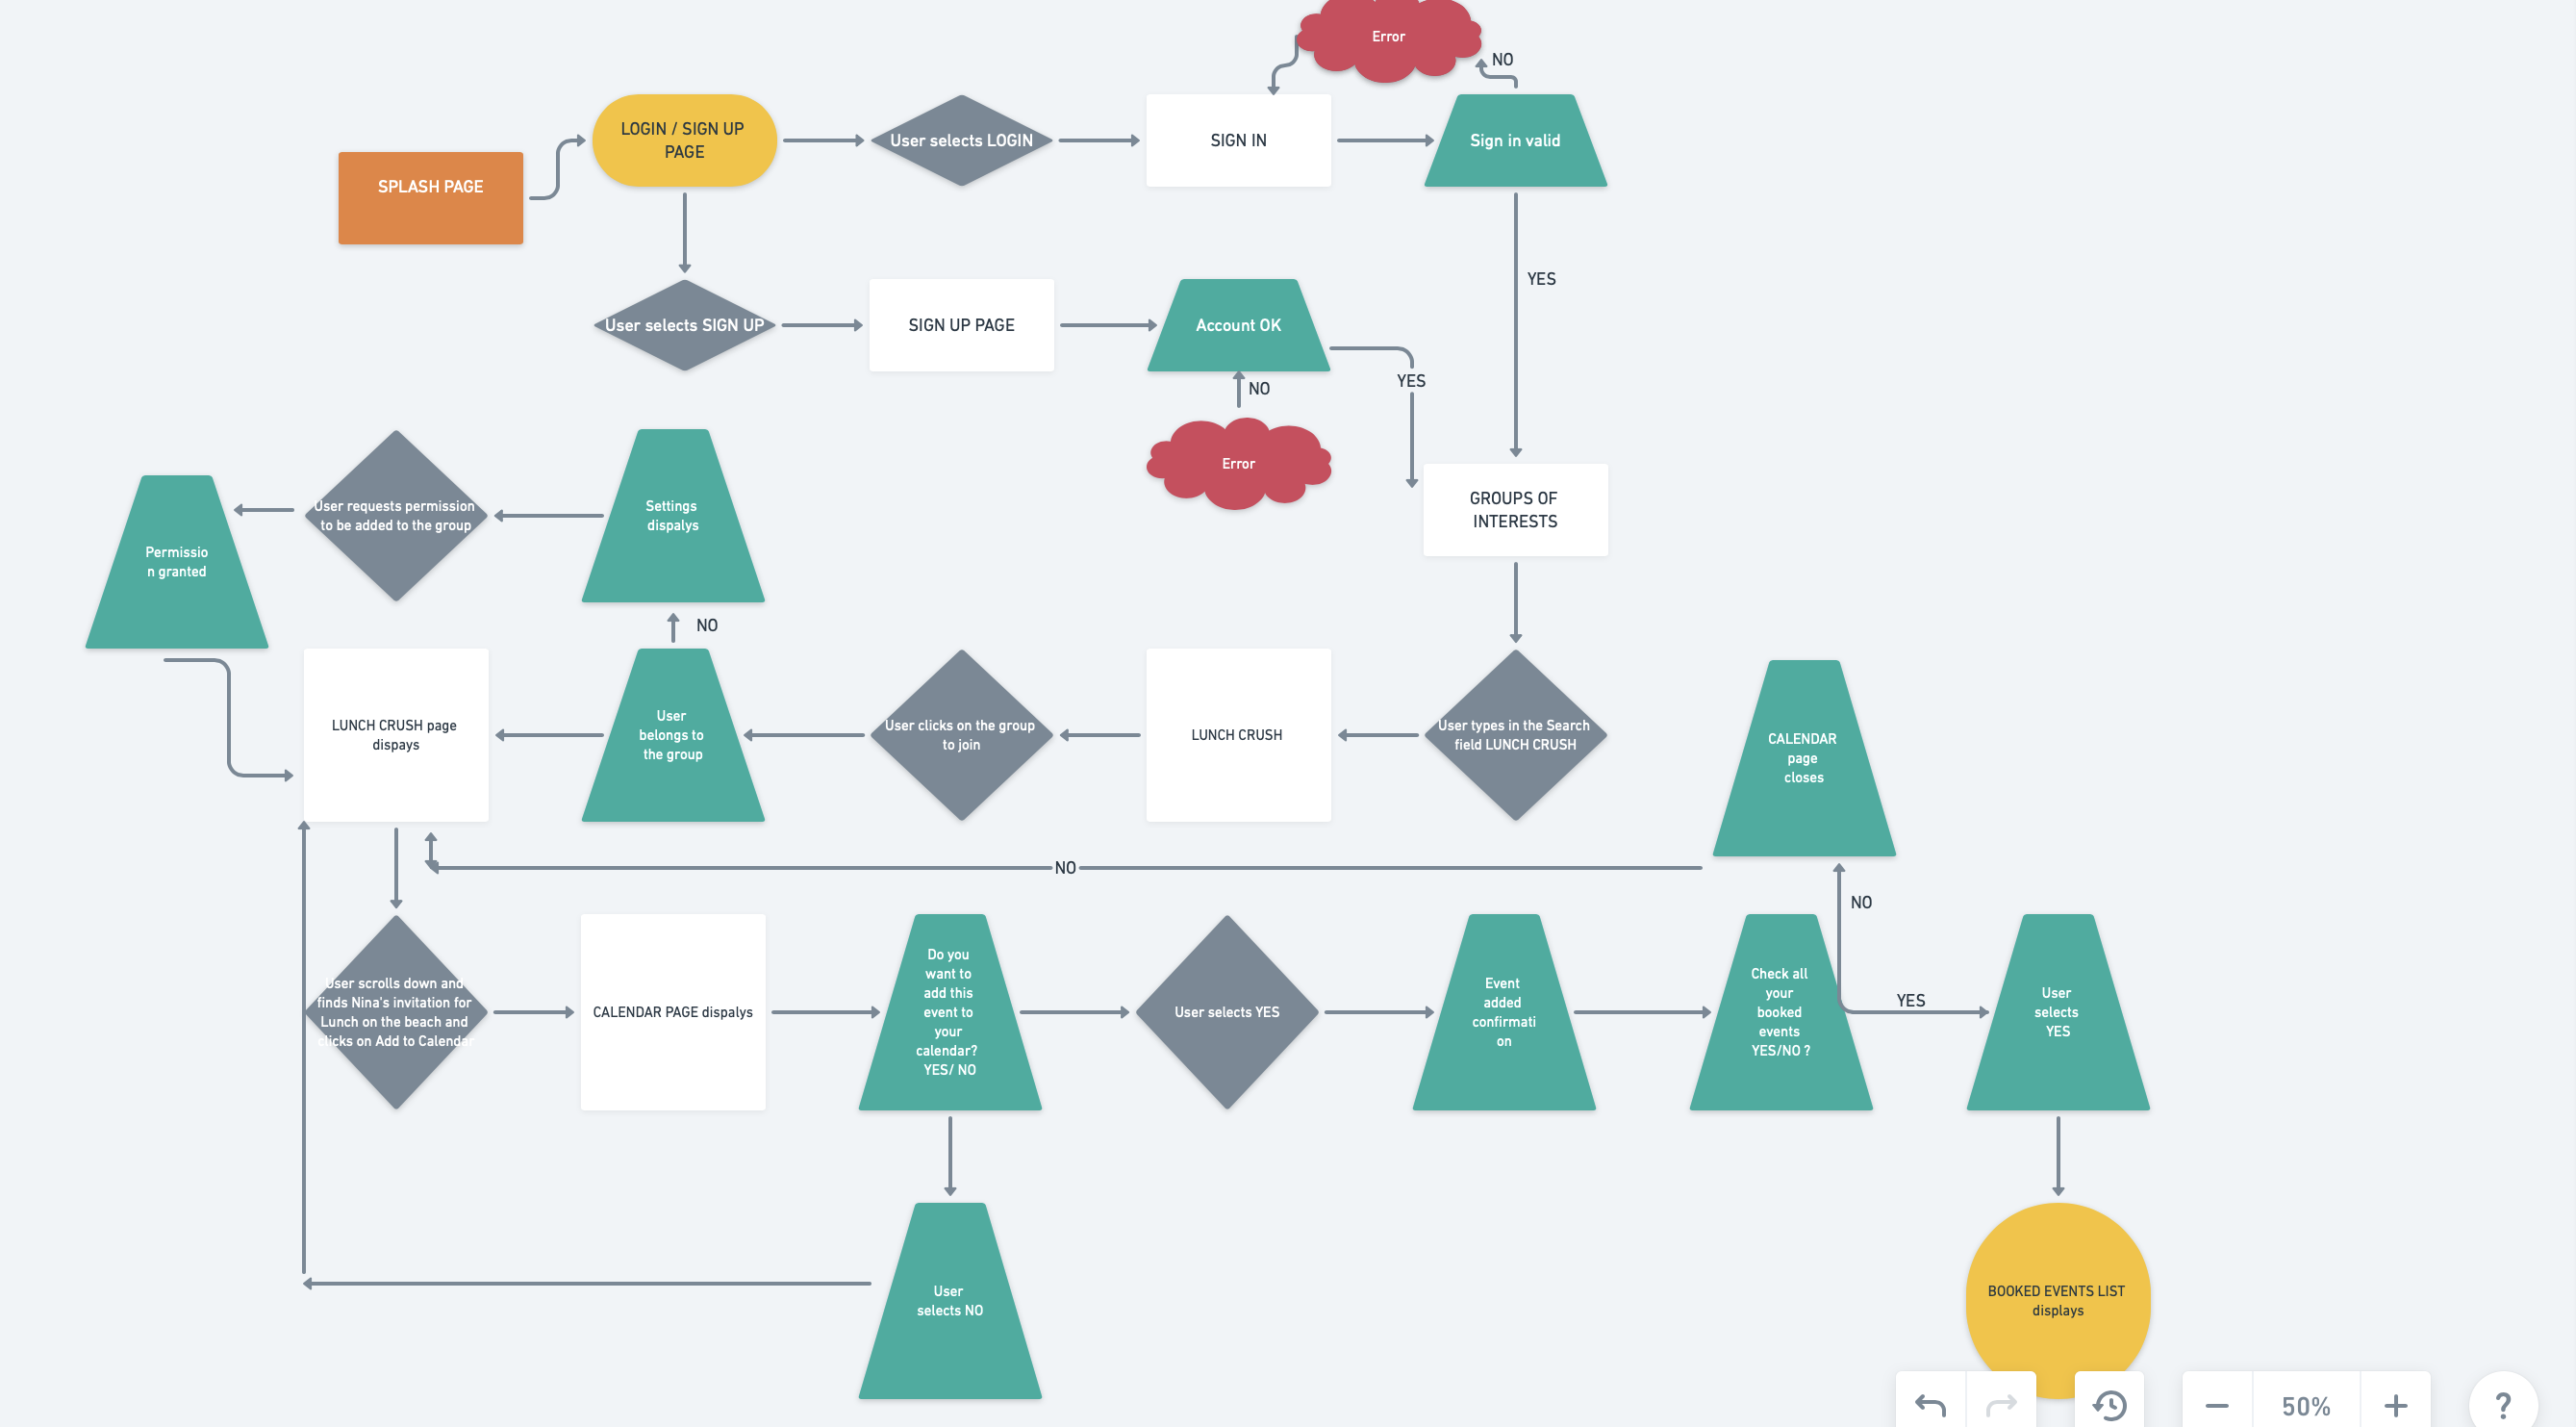 Error
NO
LOGIN / SIGN UP
PAGE
User selects LOGIN
SIGN IN
Sign in valid
SPLASH PAGE
YES
User selects SIGN UP
SIGN UP PAGE
Account OK
YES
NO
Error
GROUPS OF
INTERESTS
Settings
dispalys
User requests permission
to be added to the group
Permissio
n granted
NO
LUNCH CRUSH page
dispays
User
belongs to
the group
User clicks on the group
to join
LUNCH CRUSH
User types in the Search
field LUNCH CRUSH
CALENDAR
page
closes
NO
NO
User scrolls down and
finds Nina's invitation for
Lunch on the beach and
clicks on Add to Calendar
CALENDAR PAGE dispalys
Do you
want to
add this
event to
your
calendar?
YES/ NO
User selects YES
Event
added
confirmati
on
Check all
your
booked
events
YES/NO ?
YES
User
selects
YES
User
selects NO
BOOKED EVENTS LIST
displays
50%
?